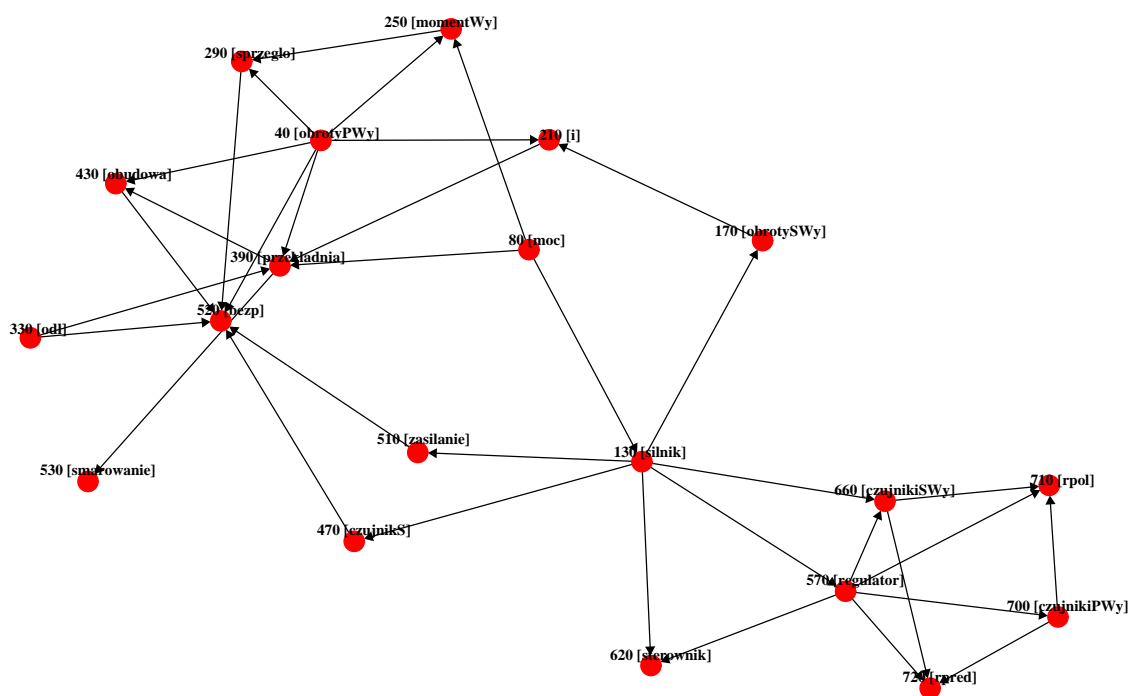 250 [momentWy]
290 [sprzeglo]
40 [obrotyPWy]
210 [i]
430 [obudowa]
170 [obrotySWy]
80 [moc]
390 [przekladnia]
520 [bezp]
330 [odl]
510 [zasilanie]
130 [silnik]
530 [smarowanie]
710 [rpol]
660 [czujnikiSWy]
470 [czujnikS]
570 [regulator]
700 [czujnikiPWy]
620 [sterownik]
720 [rpred]